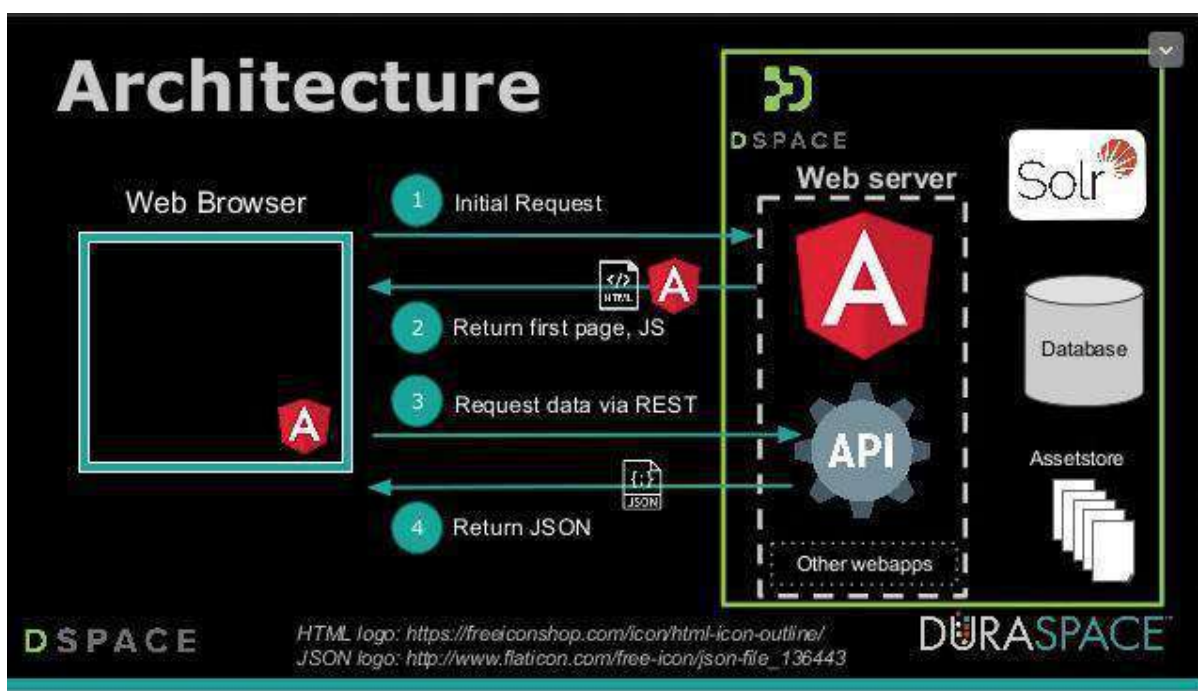 Architecture
DSPACE
Web server
Solr
Web Browser
1 Initial Request
</> HTML
2 Return first page, JS
A
A
A
Database
3 Request data via REST
API
Assetstore
{;} JSON
4 Return JSON
Other webapps
DSPACE
HTML logo: https://freeiconshop.com/icon/html-icon-outline/
JSON logo: http://www.flaticon.com/free-icon/json-file_136443
DURASPACE